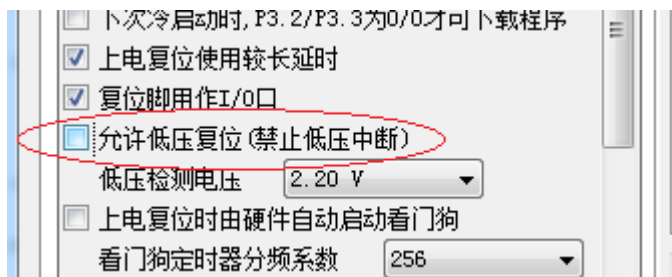 下次冷启动时,P3.2/P3.3为0/0才可下载程序
上电复位使用较长延时
复位脚用作I/O口
允许低压复位(禁止低压中断)
低压检测电压 2.20 V
上电复位时由硬件自动启动看门狗
看门狗定时器分频系数 256